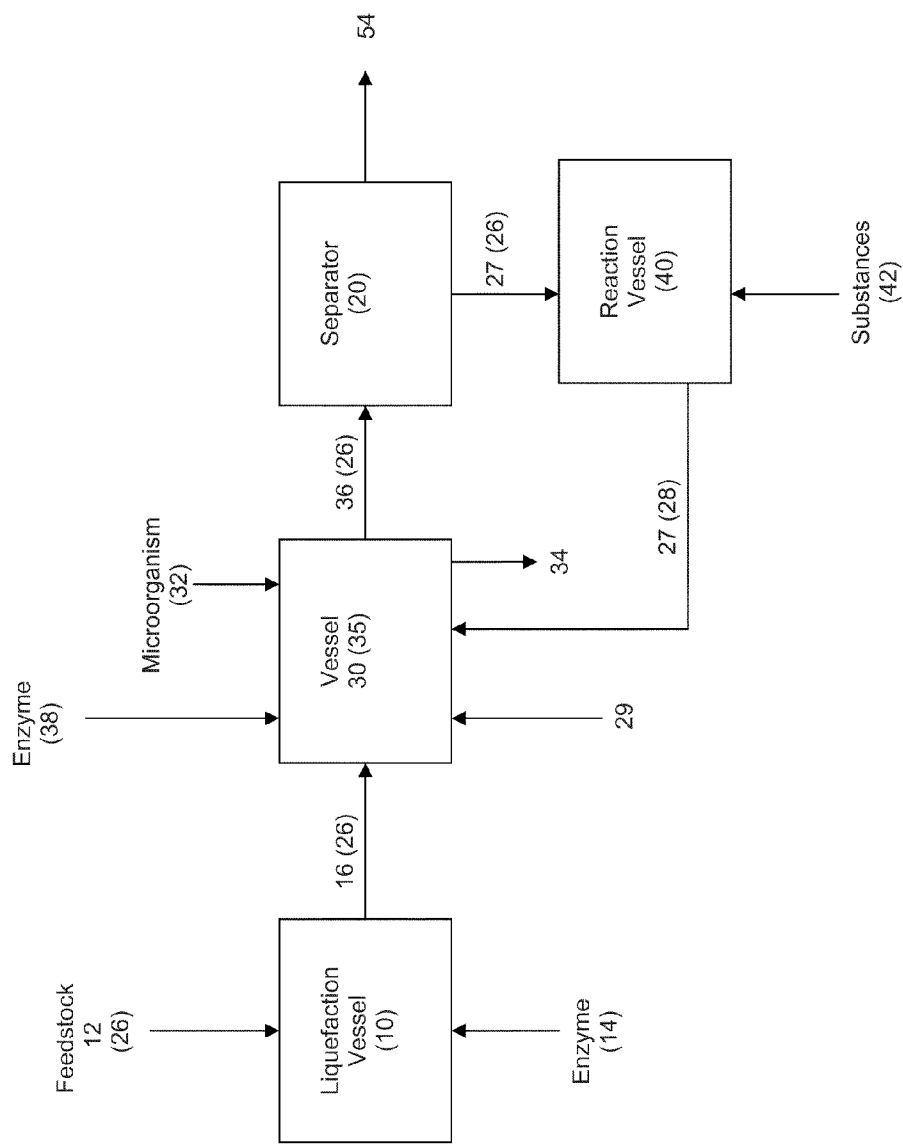 Feedstock
12
(26)
Liquefaction
Vessel
(10)
Enzyme
(14)
16 (26)
Enzyme
(38)
Microorganism
(32)
Vessel
30 (35)
29
34
36 (26)
27 (28)
Separator
(20)
54
27 (26)
Reaction
Vessel
(40)
Substances
(42)